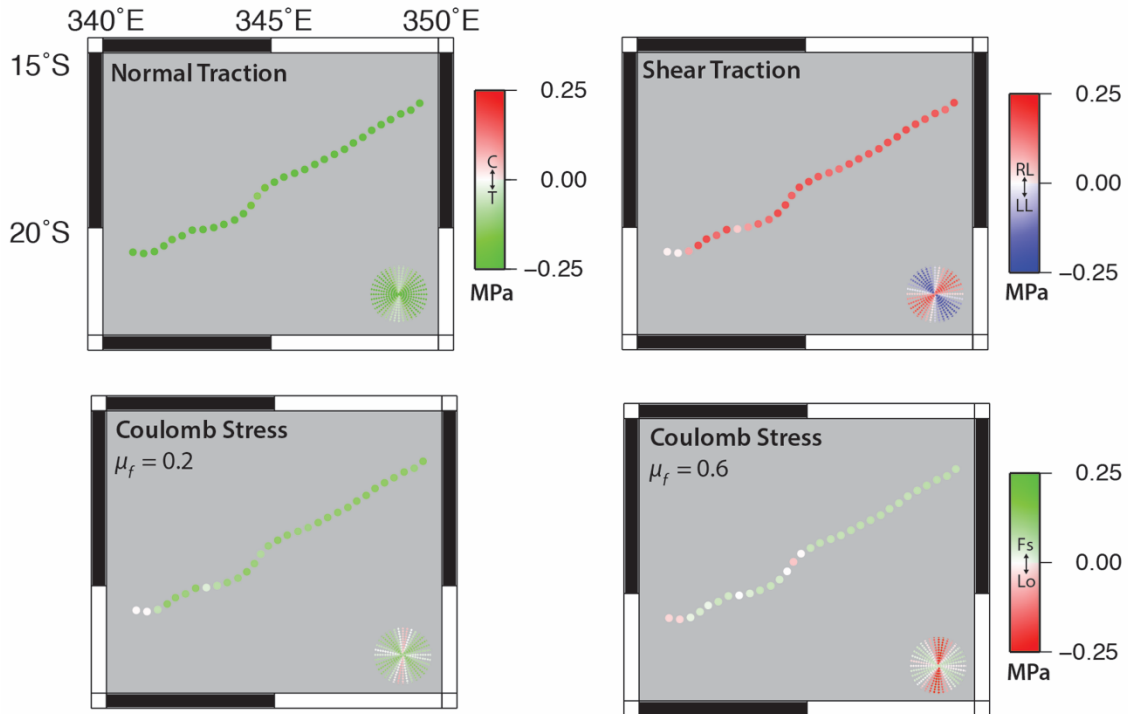 340˚E 345˚E 350˚E
15˚S
20˚S
Normal Traction
0.25
C
T
0.00
−0.25
MPa
Shear Traction
0.25
RL
LL
0.00
−0.25
MPa
Coulomb Stress
μf = 0.2
Coulomb Stress
μf = 0.6
0.25
Fs
Lo
0.00
−0.25
MPa